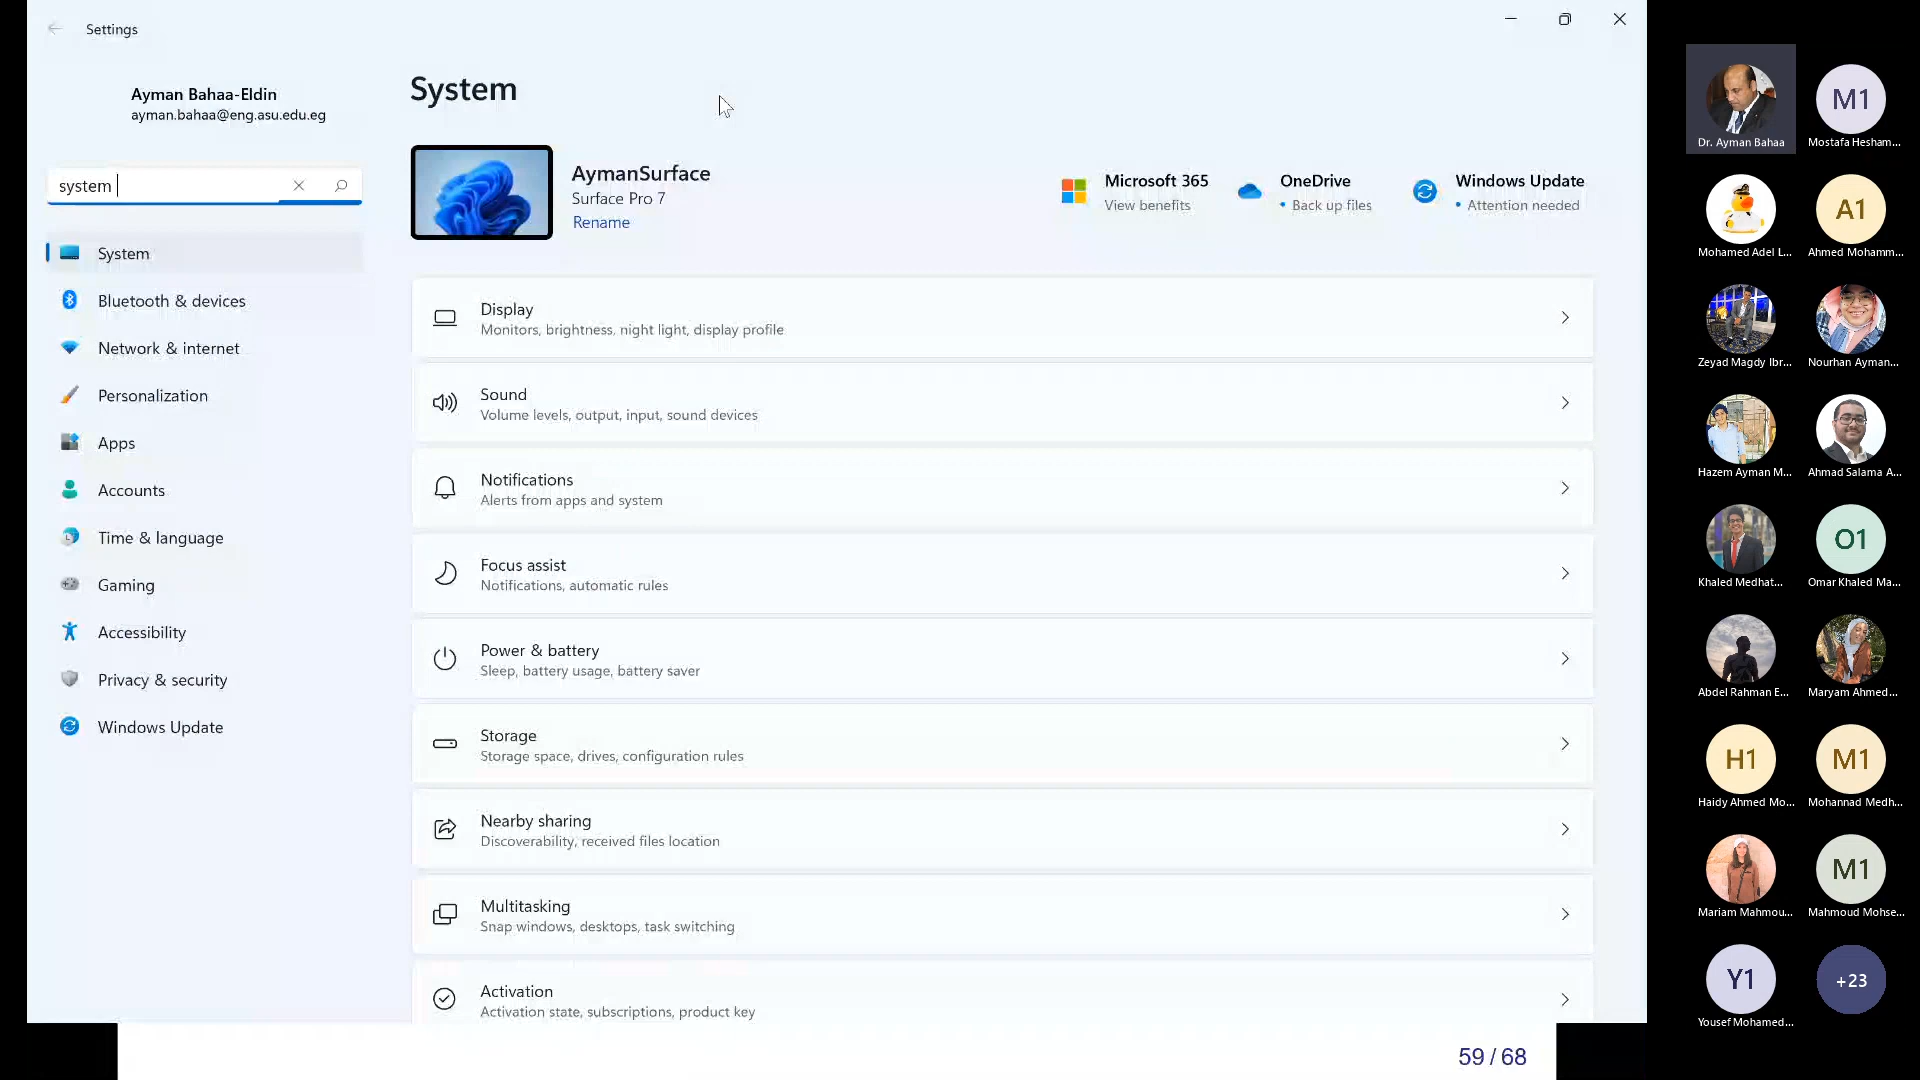 Settings
Ayman Bahaa-Eldin
ayman.bahaa@eng.asu.edu.eg
system
System
Bluetooth & devices
Network & internet
Personalization
Apps
Accounts
Time & language
Gaming
Accessibility
Privacy & security
Windows Update
System
AymanSurface
Surface Pro 7
Rename
Microsoft 365
View benefits
OneDrive
• Back up files
Windows Update
• Attention needed
Display
Monitors, brightness, night light, display profile
Sound
Volume levels, output, input, sound devices
Notifications
Alerts from apps and system
Focus assist
Notifications, automatic rules
Power & battery
Sleep, battery usage, battery saver
Storage
Storage space, drives, configuration rules
Nearby sharing
Discoverability, received files location
Multitasking
Snap windows, desktops, task switching
Activation
Activation state, subscriptions, product key
59 / 68
Dr. Ayman Bahaa
M1
Mostafa Hesham...
Mohamed Adel L...
A1
Ahmed Mohamm...
Zeyad Magdy Ibr...
Nourhan Ayman...
Hazem Ayman M...
Ahmad Salama A...
Khaled Medhat...
O1
Omar Khaled Ma...
Abdel Rahman E...
Maryam Ahmed...
H1
Haidy Ahmed Mo...
M1
Mohannad Medh...
Mariam Mahmou...
M1
Mahmoud Mohse...
Y1
Yousef Mohamed...
+23